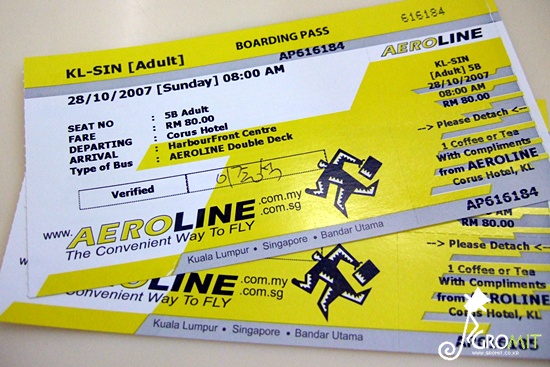 BOARDING PASS
616184
KL-SIN [Adult]
AP616184
28/10/2007 [Sunday] 08:00 AM
SEAT NO : 5B Adult
FARE : RM 80.00
DEPARTING : Corus Hotel
ARRIVAL : HarbourFront Centre
Type of Bus : AEROLINE Double Deck
Verified
www.AEROLINE.com.my
.com.sg
The Convenient Way To FLY
Kuala Lumpur • Singapore • Bandar Utama
AEROLINE
KL-SIN
[Adult] 5B
28/10/2007
08:00 AM
RM 80.00
--> Please Detach <--
1 Coffee or Tea
With Compliments
from AEROLINE
Corus Hotel, KL
AP616184
ROLINE.com.my
.com.sg
Convenient Way To FLY
Kuala Lumpur • Singapore • Bandar Utama
AM
RM 80.00
--> Please Detach <--
1 Coffee or Tea
With Compliments
from AEROLINE
Corus Hotel, KL
GROMIT